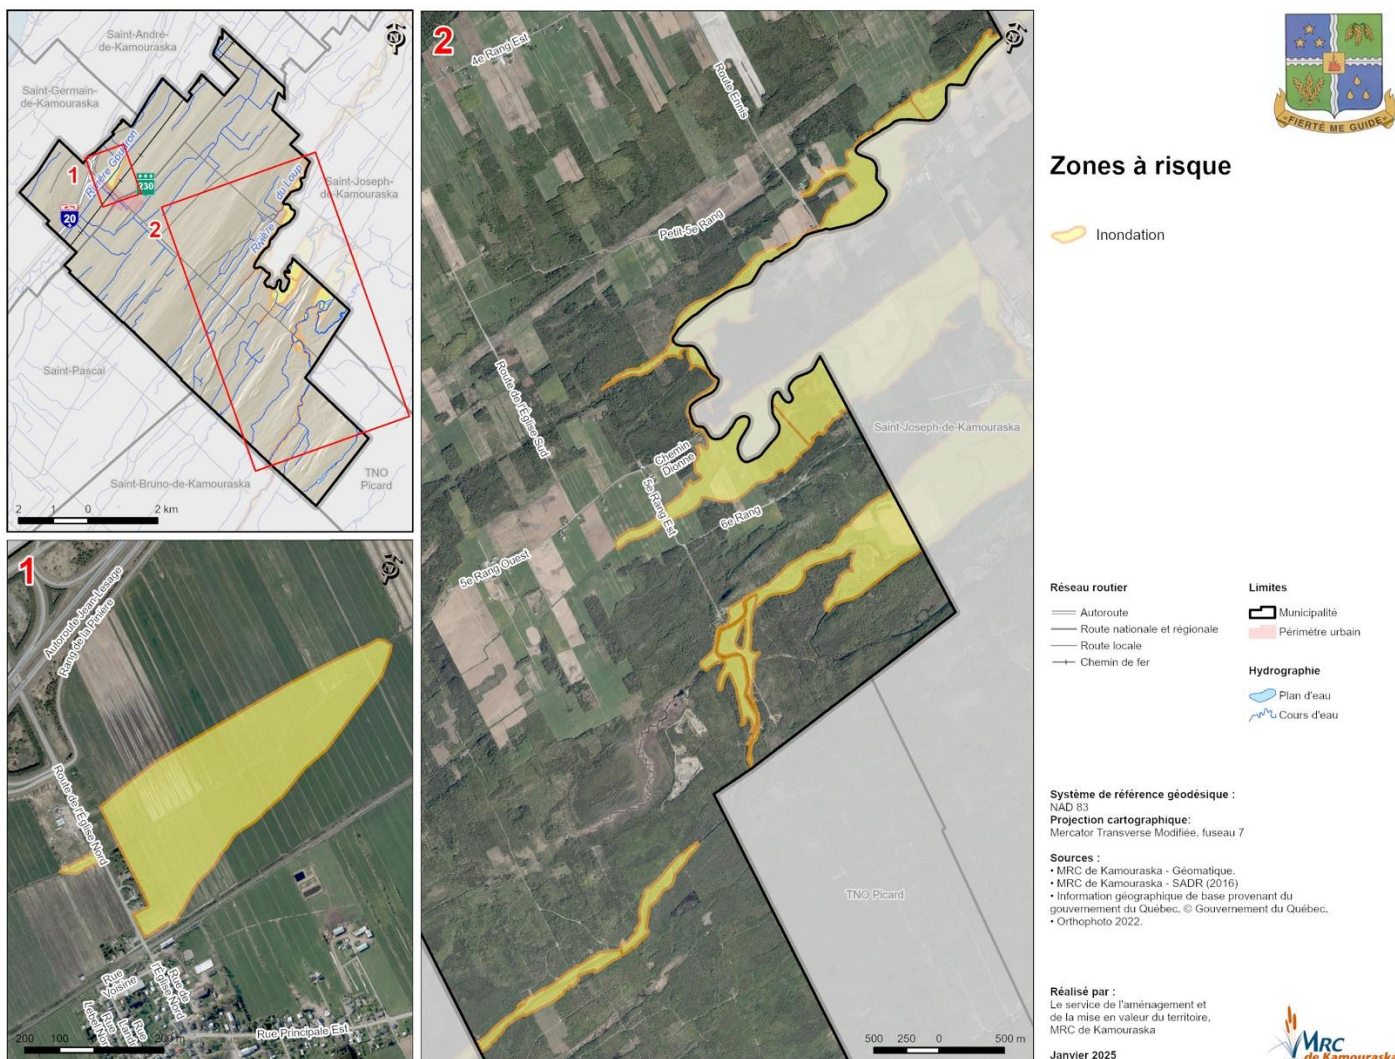 Saint-André-
de-Kamouraska
Saint-Germain-
de-Kamouraska
Rivière Goudron
1
230
20
2
Rivière
du Loup
Saint-Joseph-
de-Kamouraska
Saint-Pascal
Saint-Bruno-de-Kamouraska
TNO
Picard
2 1 0 2 km
1
Autoroute Jean-Lesage
Rang de la Pinière
Route de l'Église Nord
Rue
Voisine
Rue de
l'Église Nord
Rue
Rue
Rue Principale Est
200 100 200 m
2
4e Rang Est
Route Ennis
Petit-5e Rang
Route de l'Église Sud
Chemin
Dionne
5e Rang Est
6e Rang
5e Rang Ouest
Saint-Joseph-de-Kamouraska
TNO Picard
500 250 0 500 m
«FIERTÉ ME GUIDE»
Zones à risque
Inondation
Réseau routier
Autoroute
Route nationale et régionale
Route locale
Chemin de fer
Limites
Municipalité
Périmètre urbain
Hydrographie
Plan d'eau
Cours d'eau
Système de référence géodésique :
NAD 83
Projection cartographique:
Mercator Transverse Modifiée, fuseau 7
Sources :
• MRC de Kamouraska - Géomatique.
• MRC de Kamouraska - SADR (2016)
• Information géographique de base provenant du
gouvernement du Québec. © Gouvernement du Québec.
• Orthophoto 2022.
Réalisé par :
Le service de l'aménagement et
de la mise en valeur du territoire,
MRC de Kamouraska
Janvier 2025
MRC
de Kamouraska